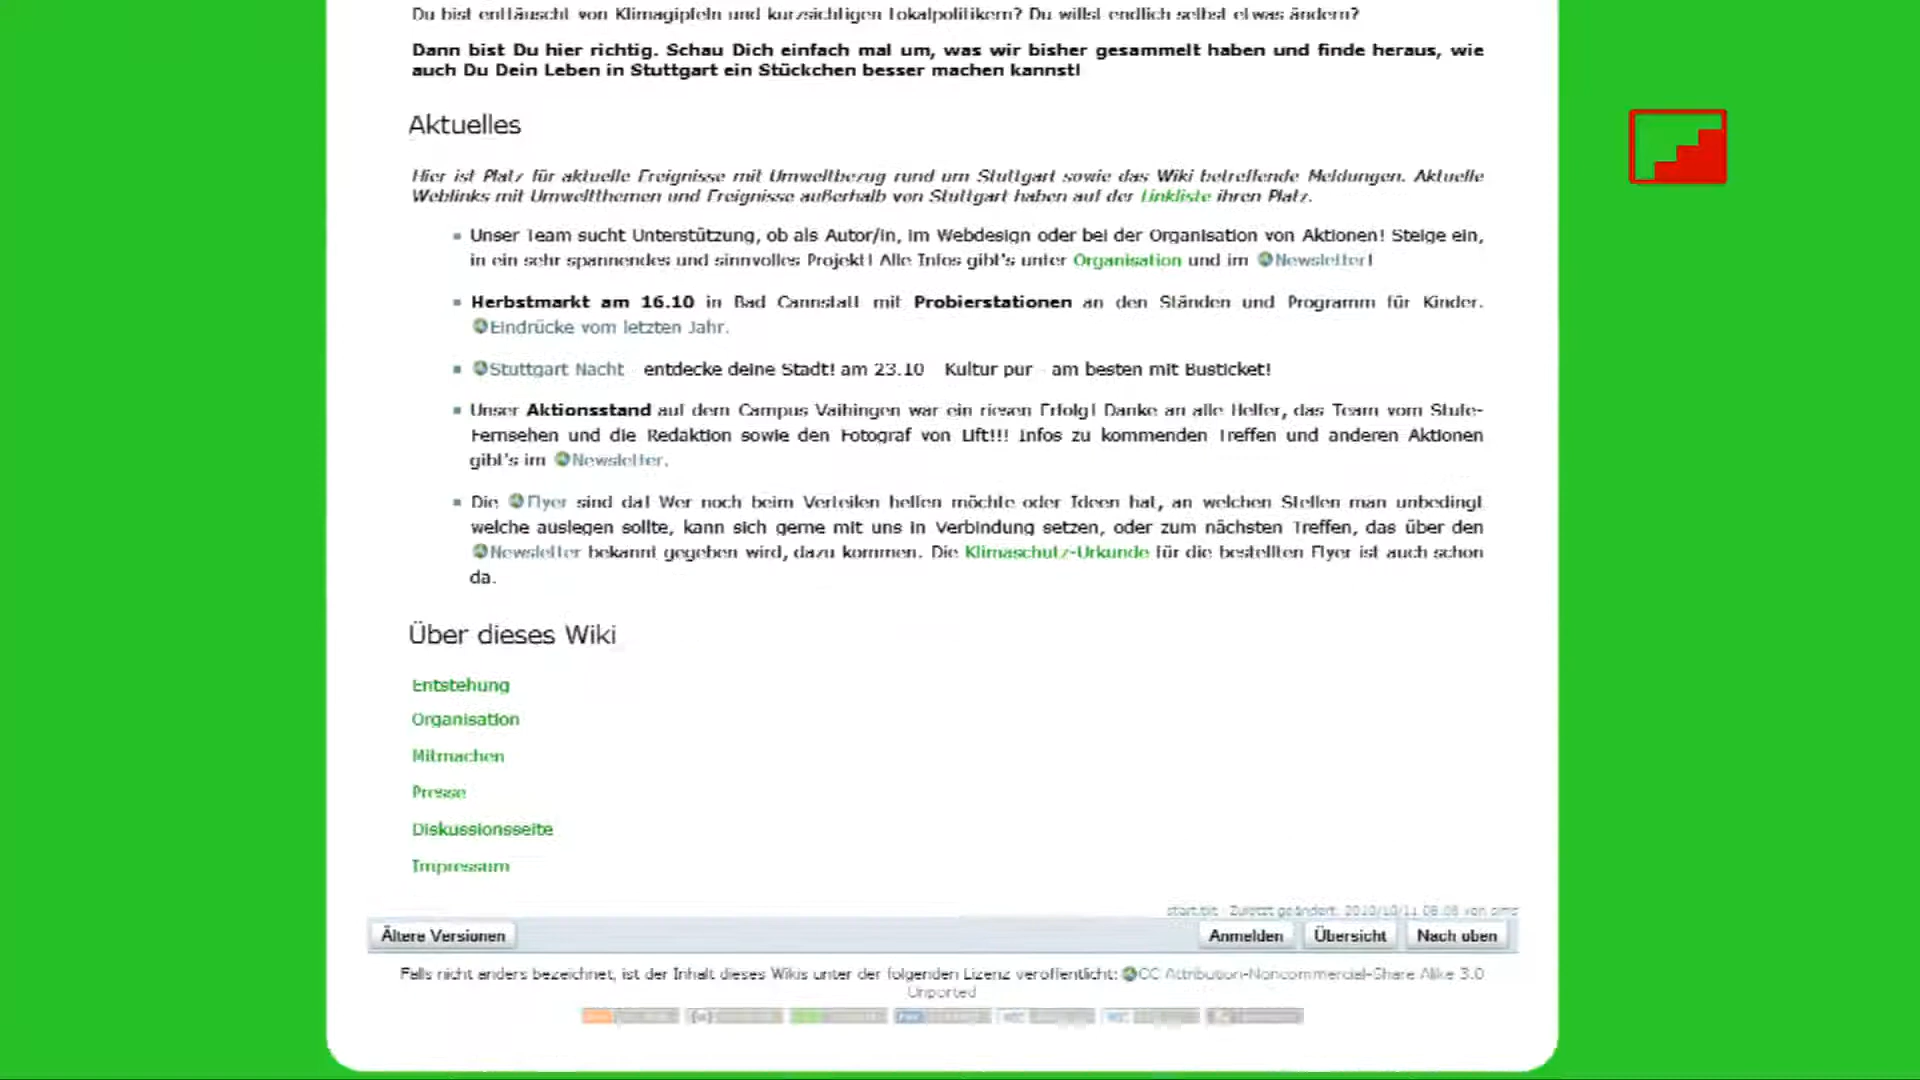 Du bist enttäuscht von Klimagipfeln und kurzsichtigen Lokalpolitikern? Du willst endlich selbst etwas ändern?
Dann bist Du hier richtig. Schau Dich einfach mal um, was wir bisher gesammelt haben und finde heraus, wie
auch Du Dein Leben in Stuttgart ein Stückchen besser machen kannst!
Aktuelles
Hier ist Platz für aktuelle Ereignisse mit Umweltbezug rund um Stuttgart sowie das Wiki betreffende Meldungen. Aktuelle
Weblinks mit Umweltthemen und Ereignisse außerhalb von Stuttgart haben auf der Linkliste ihren Platz.
Unser Team sucht Unterstützung, ob als Autor/in, im Webdesign oder bei der Organisation von Aktionen! Steige ein,
in ein sehr spannendes und sinnvolles Projekt! Alle Infos gibt's unter Organisation und im Newsletter!
Herbstmarkt am 16.10 in Bad Cannstatt mit Probierstationen an den Ständen und Programm für Kinder.
Eindrücke vom letzten Jahr.
Stuttgart Nacht - entdecke deine Stadt! am 23.10 - Kultur pur - am besten mit Busticket!
Unser Aktionsstand auf dem Campus Vaihingen war ein riesen Erfolg! Danke an alle Helfer, das Team vom Stufe-
Fernsehen und die Redaktion sowie den Fotograf von Lift!!! Infos zu kommenden Treffen und anderen Aktionen
gibt's im Newsletter.
Die Flyer sind da! Wer noch beim Verteilen helfen möchte oder Ideen hat, an welchen Stellen man unbedingt
welche auslegen sollte, kann sich gerne mit uns in Verbindung setzen, oder zum nächsten Treffen, das über den
Newsletter bekannt gegeben wird, dazu kommen. Die Klimaschutz-Urkunde für die bestellten Flyer ist auch schon
da.
Über dieses Wiki
Entstehung
Organisation
Mitmachen
Presse
Diskussionsseite
Impressum
start.txt · Zuletzt geändert: 2010/10/11 08:08 von
Ältere Versionen
Anmelden
Übersicht
Nach oben
Falls nicht anders bezeichnet, ist der Inhalt dieses Wikis unter der folgenden Lizenz veröffentlicht: CC Attribution-Noncommercial-Share Alike 3.0
Unported